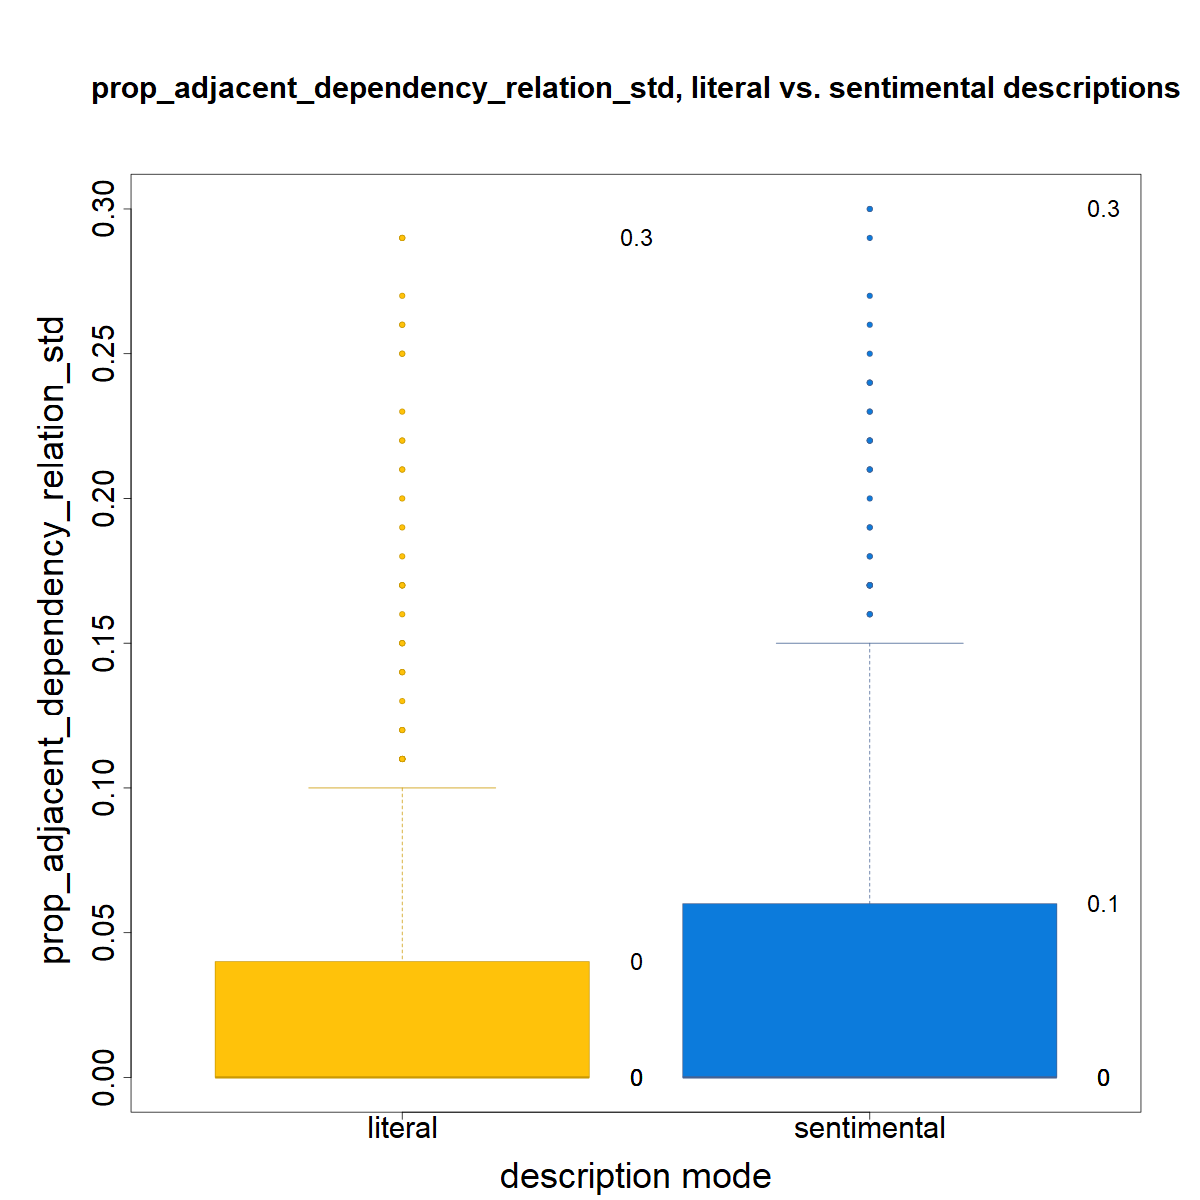 prop_adjacent_dependency_relation_std, literal vs. sentimental descriptions
prop_adjacent_dependency_relation_std
0.30
0.25
0.20
0.15
0.10
0.05
0.00
0.3
0
0
0.3
0.1
0
literal
sentimental
description mode